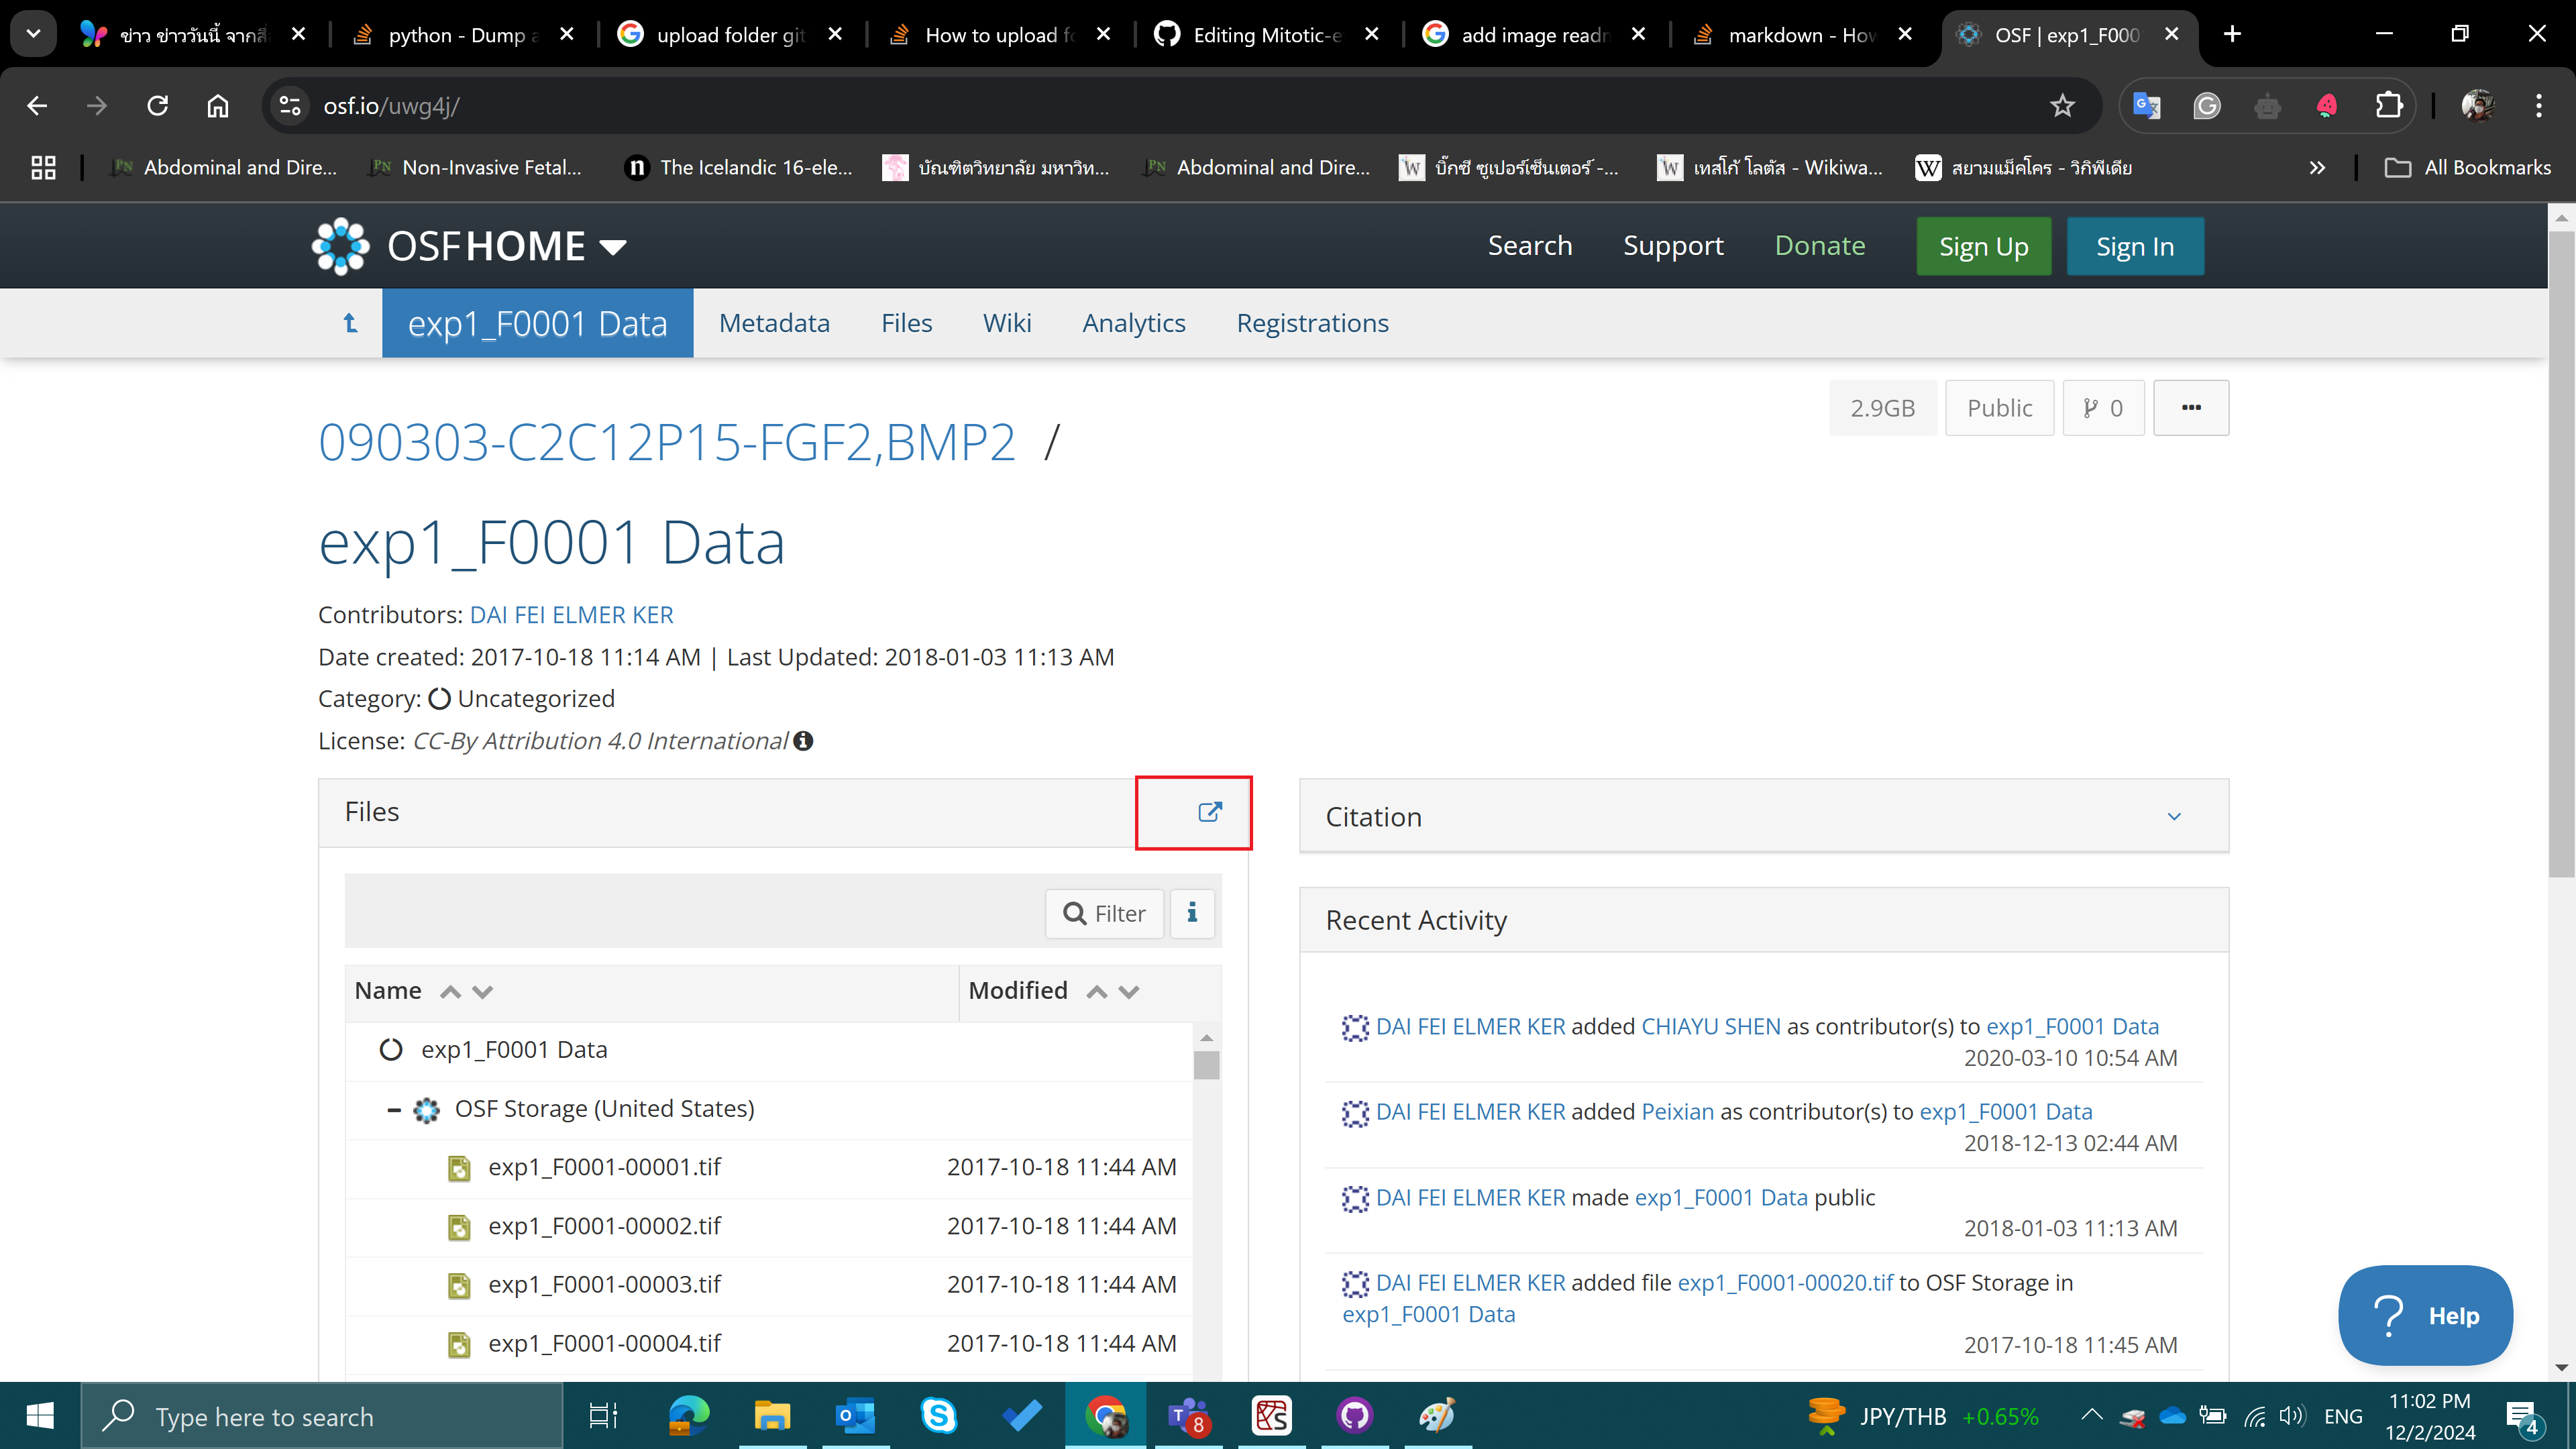 ข่าว ข่าววันนี้ จากสื่
python - Dump a
upload folder git
How to upload fo
Editing Mitotic-e
add image readn
markdown - How
OSF | exp1_F000
osf.io/uwg4j/
Abdominal and Dire...
Non-Invasive Fetal...
The Icelandic 16-ele...
บัณฑิตวิทยาลัย มหาวิท...
Abdominal and Dire...
บิ๊กซี ซูเปอร์เซ็นเตอร์ -...
เทสโก้ โลตัส - Wikiwa...
สยามแม็คโคร - วิกิพีเดีย
All Bookmarks
OSFHOME
Search
Support
Donate
Sign Up
Sign In
exp1_F0001 Data
Metadata
Files
Wiki
Analytics
Registrations
2.9GB
Public
0
090303-C2C12P15-FGF2,BMP2 /
exp1_F0001 Data
Contributors: DAI FEI ELMER KER
Date created: 2017-10-18 11:14 AM | Last Updated: 2018-01-03 11:13 AM
Category: Uncategorized
License: CC-By Attribution 4.0 International
Files
Filter
Name
Modified
exp1_F0001 Data
OSF Storage (United States)
exp1_F0001-00001.tif 2017-10-18 11:44 AM
exp1_F0001-00002.tif 2017-10-18 11:44 AM
exp1_F0001-00003.tif 2017-10-18 11:44 AM
exp1_F0001-00004.tif 2017-10-18 11:44 AM
Citation
Recent Activity
DAI FEI ELMER KER added CHIAYU SHEN as contributor(s) to exp1_F0001 Data
2020-03-10 10:54 AM
DAI FEI ELMER KER added Peixian as contributor(s) to exp1_F0001 Data
2018-12-13 02:44 AM
DAI FEI ELMER KER made exp1_F0001 Data public
2018-01-03 11:13 AM
DAI FEI ELMER KER added file exp1_F0001-00020.tif to OSF Storage in
exp1_F0001 Data
2017-10-18 11:45 AM
? Help
Type here to search
8
JPY/THB +0.65%
ENG
11:02 PM
12/2/2024
4